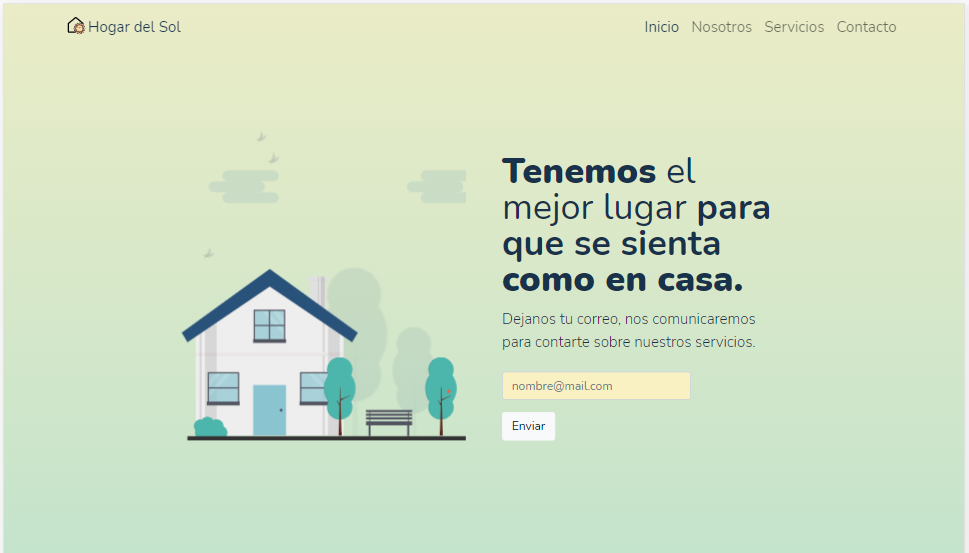 Hogar del Sol
Inicio Nosotros Servicios Contacto
Tenemos el
mejor lugar para
que se sienta
como en casa.
Dejanos tu correo, nos comunicaremos
para contarte sobre nuestros servicios.
nombre@mail.com
Enviar